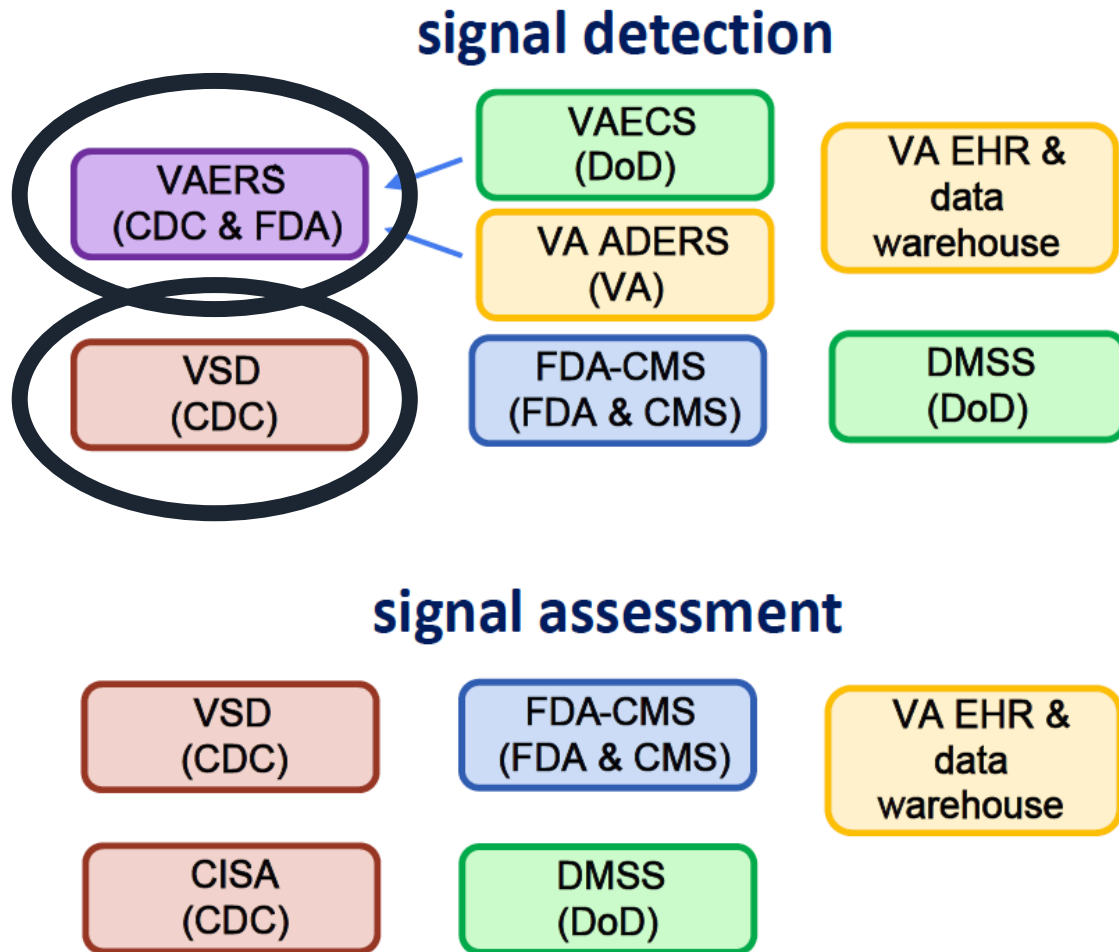 signal detection
VAERS
(CDC & FDA)
VAECS
(DoD)
VA ADERS
(VA)
VA EHR &
data
warehouse
VSD
(CDC)
FDA-CMS
(FDA & CMS)
DMSS
(DoD)
signal assessment
VSD
(CDC)
FDA-CMS
(FDA & CMS)
VA EHR &
data
warehouse
CISA
(CDC)
DMSS
(DoD)